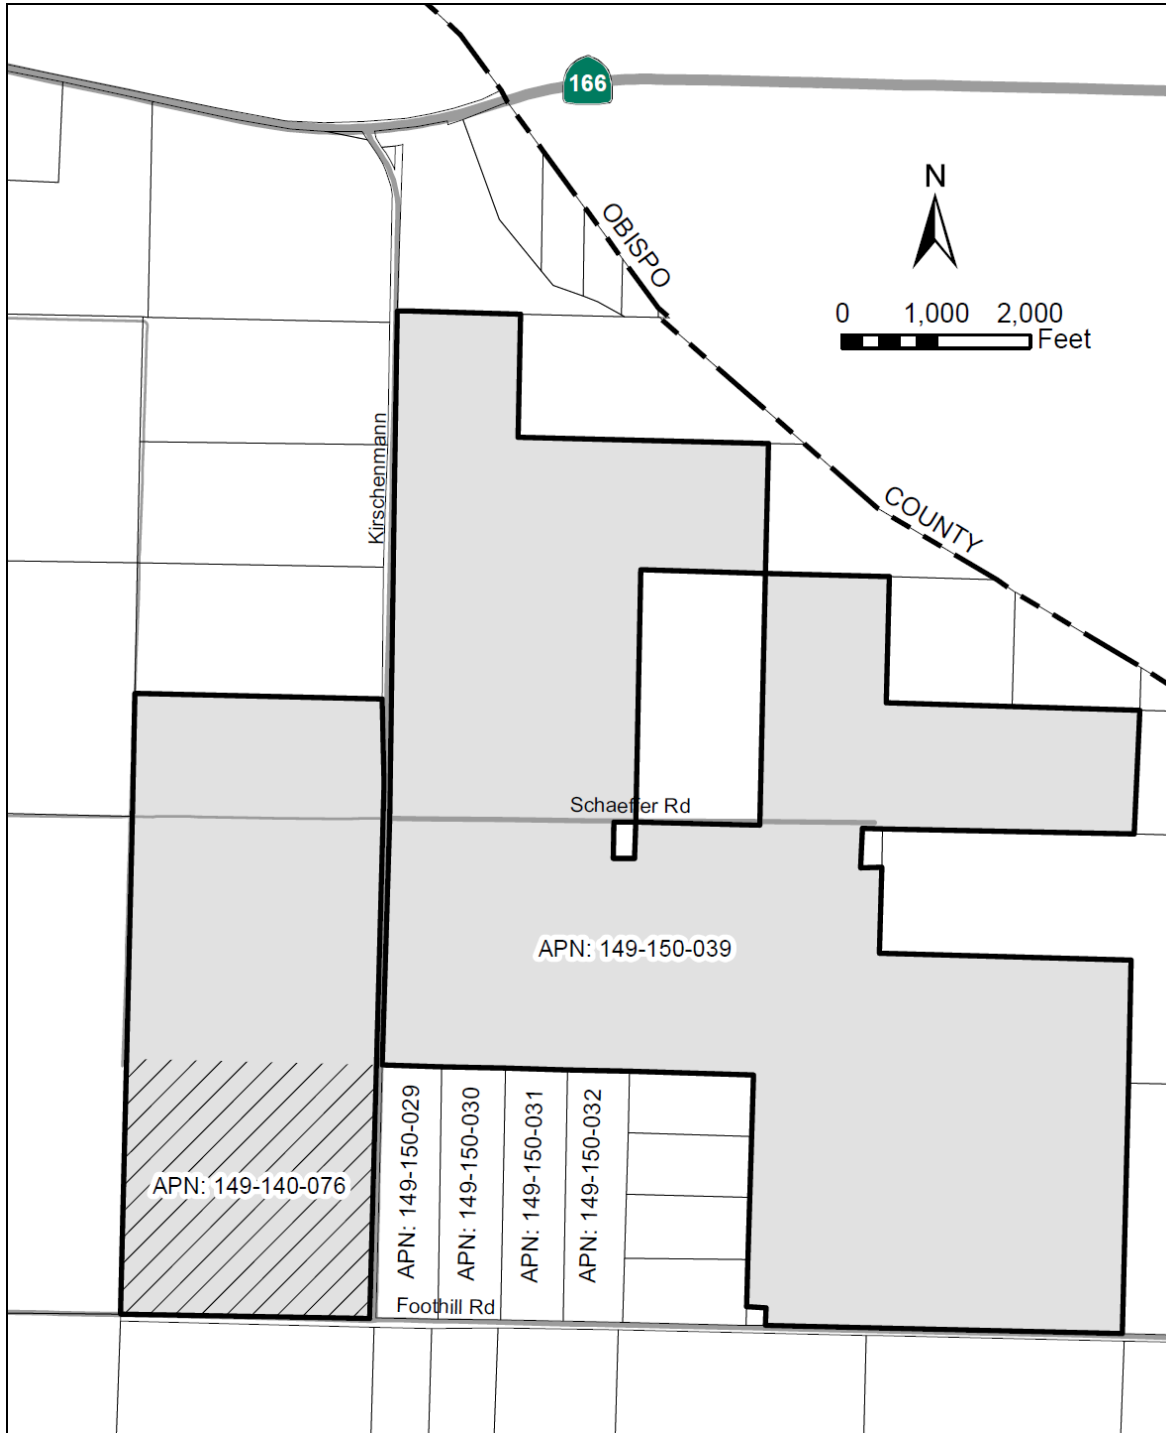 166
N
OBISPO
0 1,000 2,000
Feet
Kirschenmann
COUNTY
Schaeffer Rd
APN: 149-150-039
APN: 149-140-076
APN: 149-150-029
APN: 149-150-030
APN: 149-150-031
APN: 149-150-032
Foothill Rd